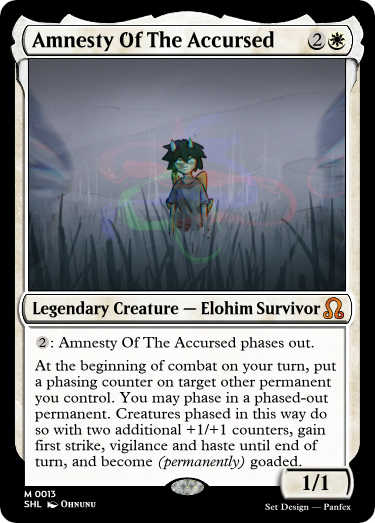 Amnesty Of The Accursed 2
Legendary Creature — Elohim Survivor
2: Amnesty Of The Accursed phases out.
At the beginning of combat on your turn, put
a phasing counter on target other permanent
you control. You may phase in a phased-out
permanent. Creatures phased in this way do
so with two additional +1/+1 counters, gain
first strike, vigilance and haste until end of
turn, and become (permanently) goaded.
1/1
M 0013
SHL Ohnunu
Set Design — Panfex